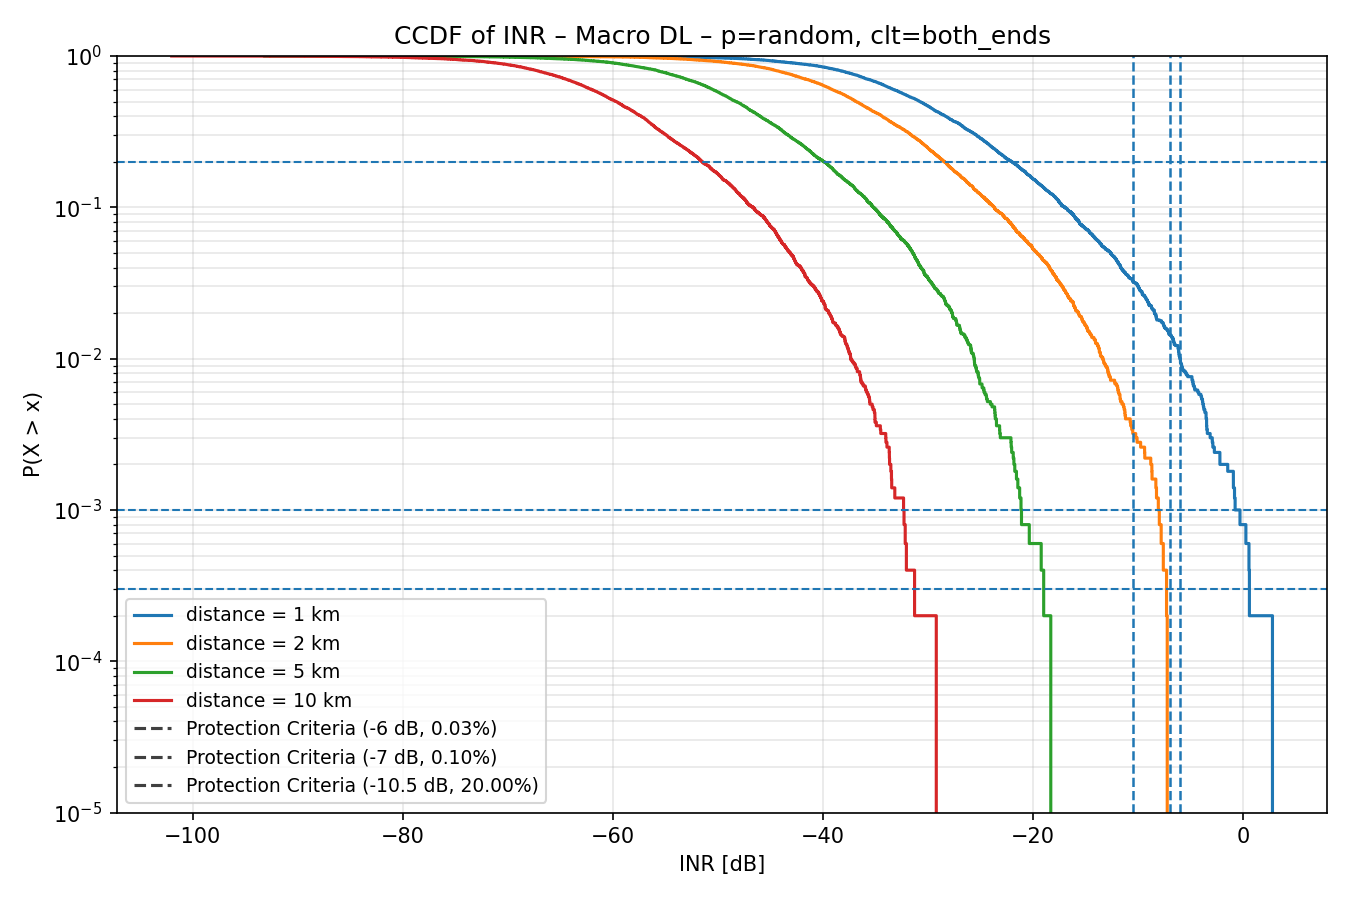 CCDF of INR – Macro DL – p=random, clt=both_ends
P(X > x)
10⁰
10⁻¹
10⁻²
10⁻³
10⁻⁴
10⁻⁵
distance = 1 km
distance = 2 km
distance = 5 km
distance = 10 km
Protection Criteria (-6 dB, 0.03%)
Protection Criteria (-7 dB, 0.10%)
Protection Criteria (-10.5 dB, 20.00%)
−100 −80 −60 −40 −20 0
INR [dB]